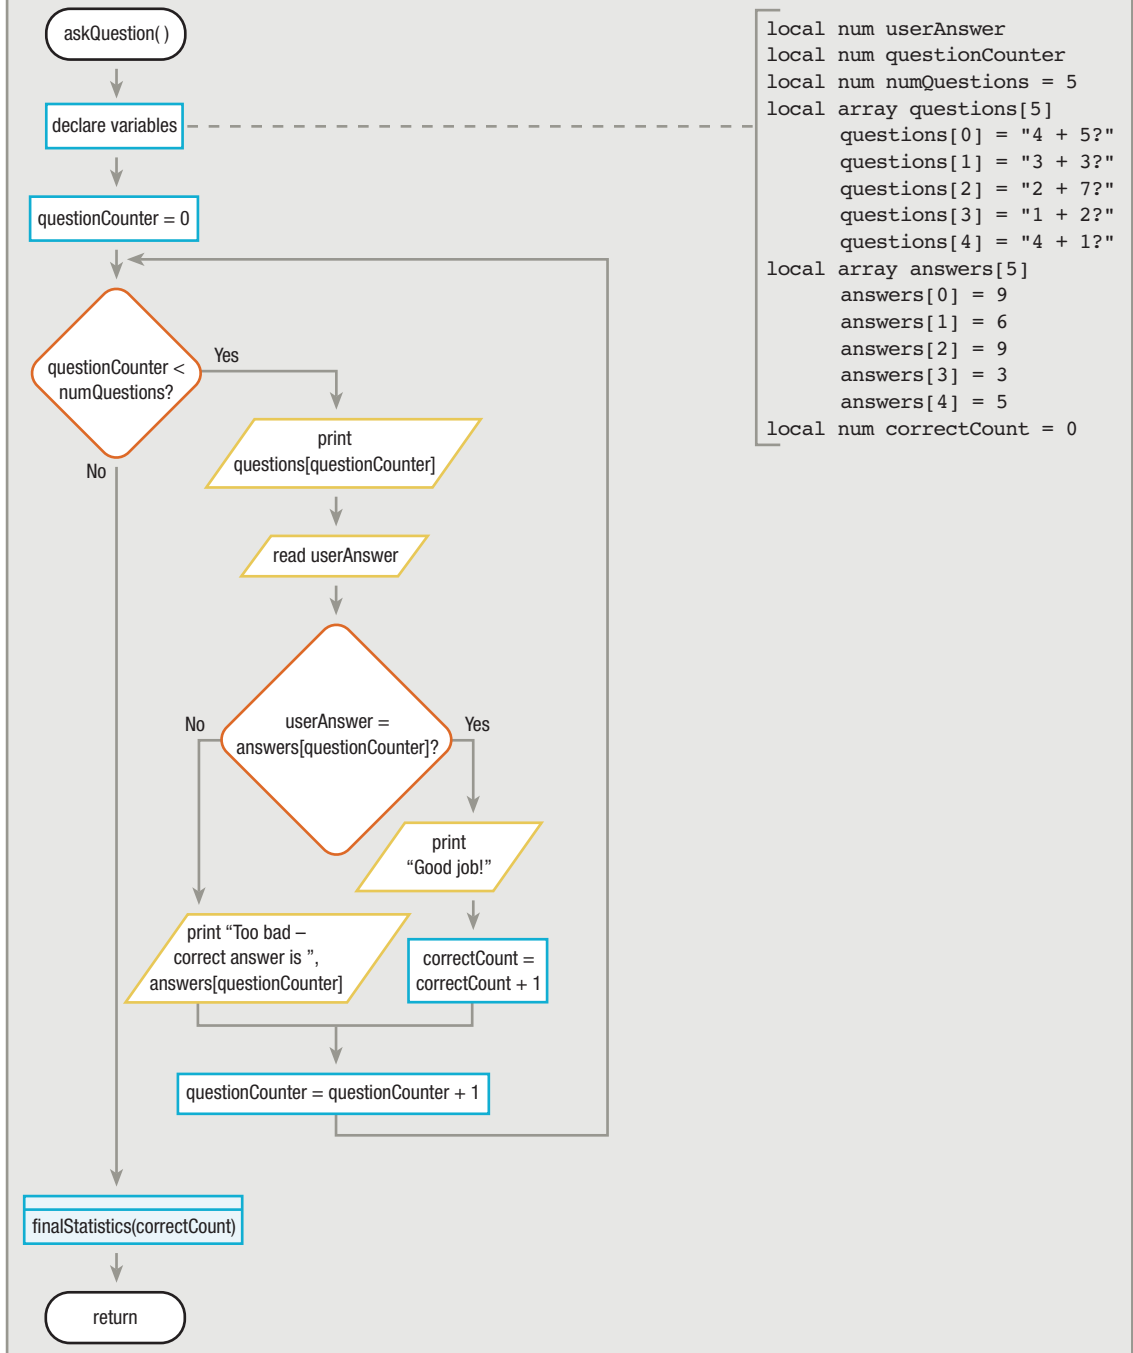 askQuestion( )
declare variables
questionCounter = 0
questionCounter <
numQuestions?
Yes
No
print
questions[questionCounter]
read userAnswer
userAnswer =
answers[questionCounter]?
No
Yes
print
“Good job!”
correctCount =
correctCount + 1
print “Too bad –
correct answer is ”,
answers[questionCounter]
questionCounter = questionCounter + 1
finalStatistics(correctCount)
return
local num userAnswer
local num questionCounter
local num numQuestions = 5
local array questions[5]
questions[0] = "4 + 5?"
questions[1] = "3 + 3?"
questions[2] = "2 + 7?"
questions[3] = "1 + 2?"
questions[4] = "4 + 1?"
local array answers[5]
answers[0] = 9
answers[1] = 6
answers[2] = 9
answers[3] = 3
answers[4] = 5
local num correctCount = 0